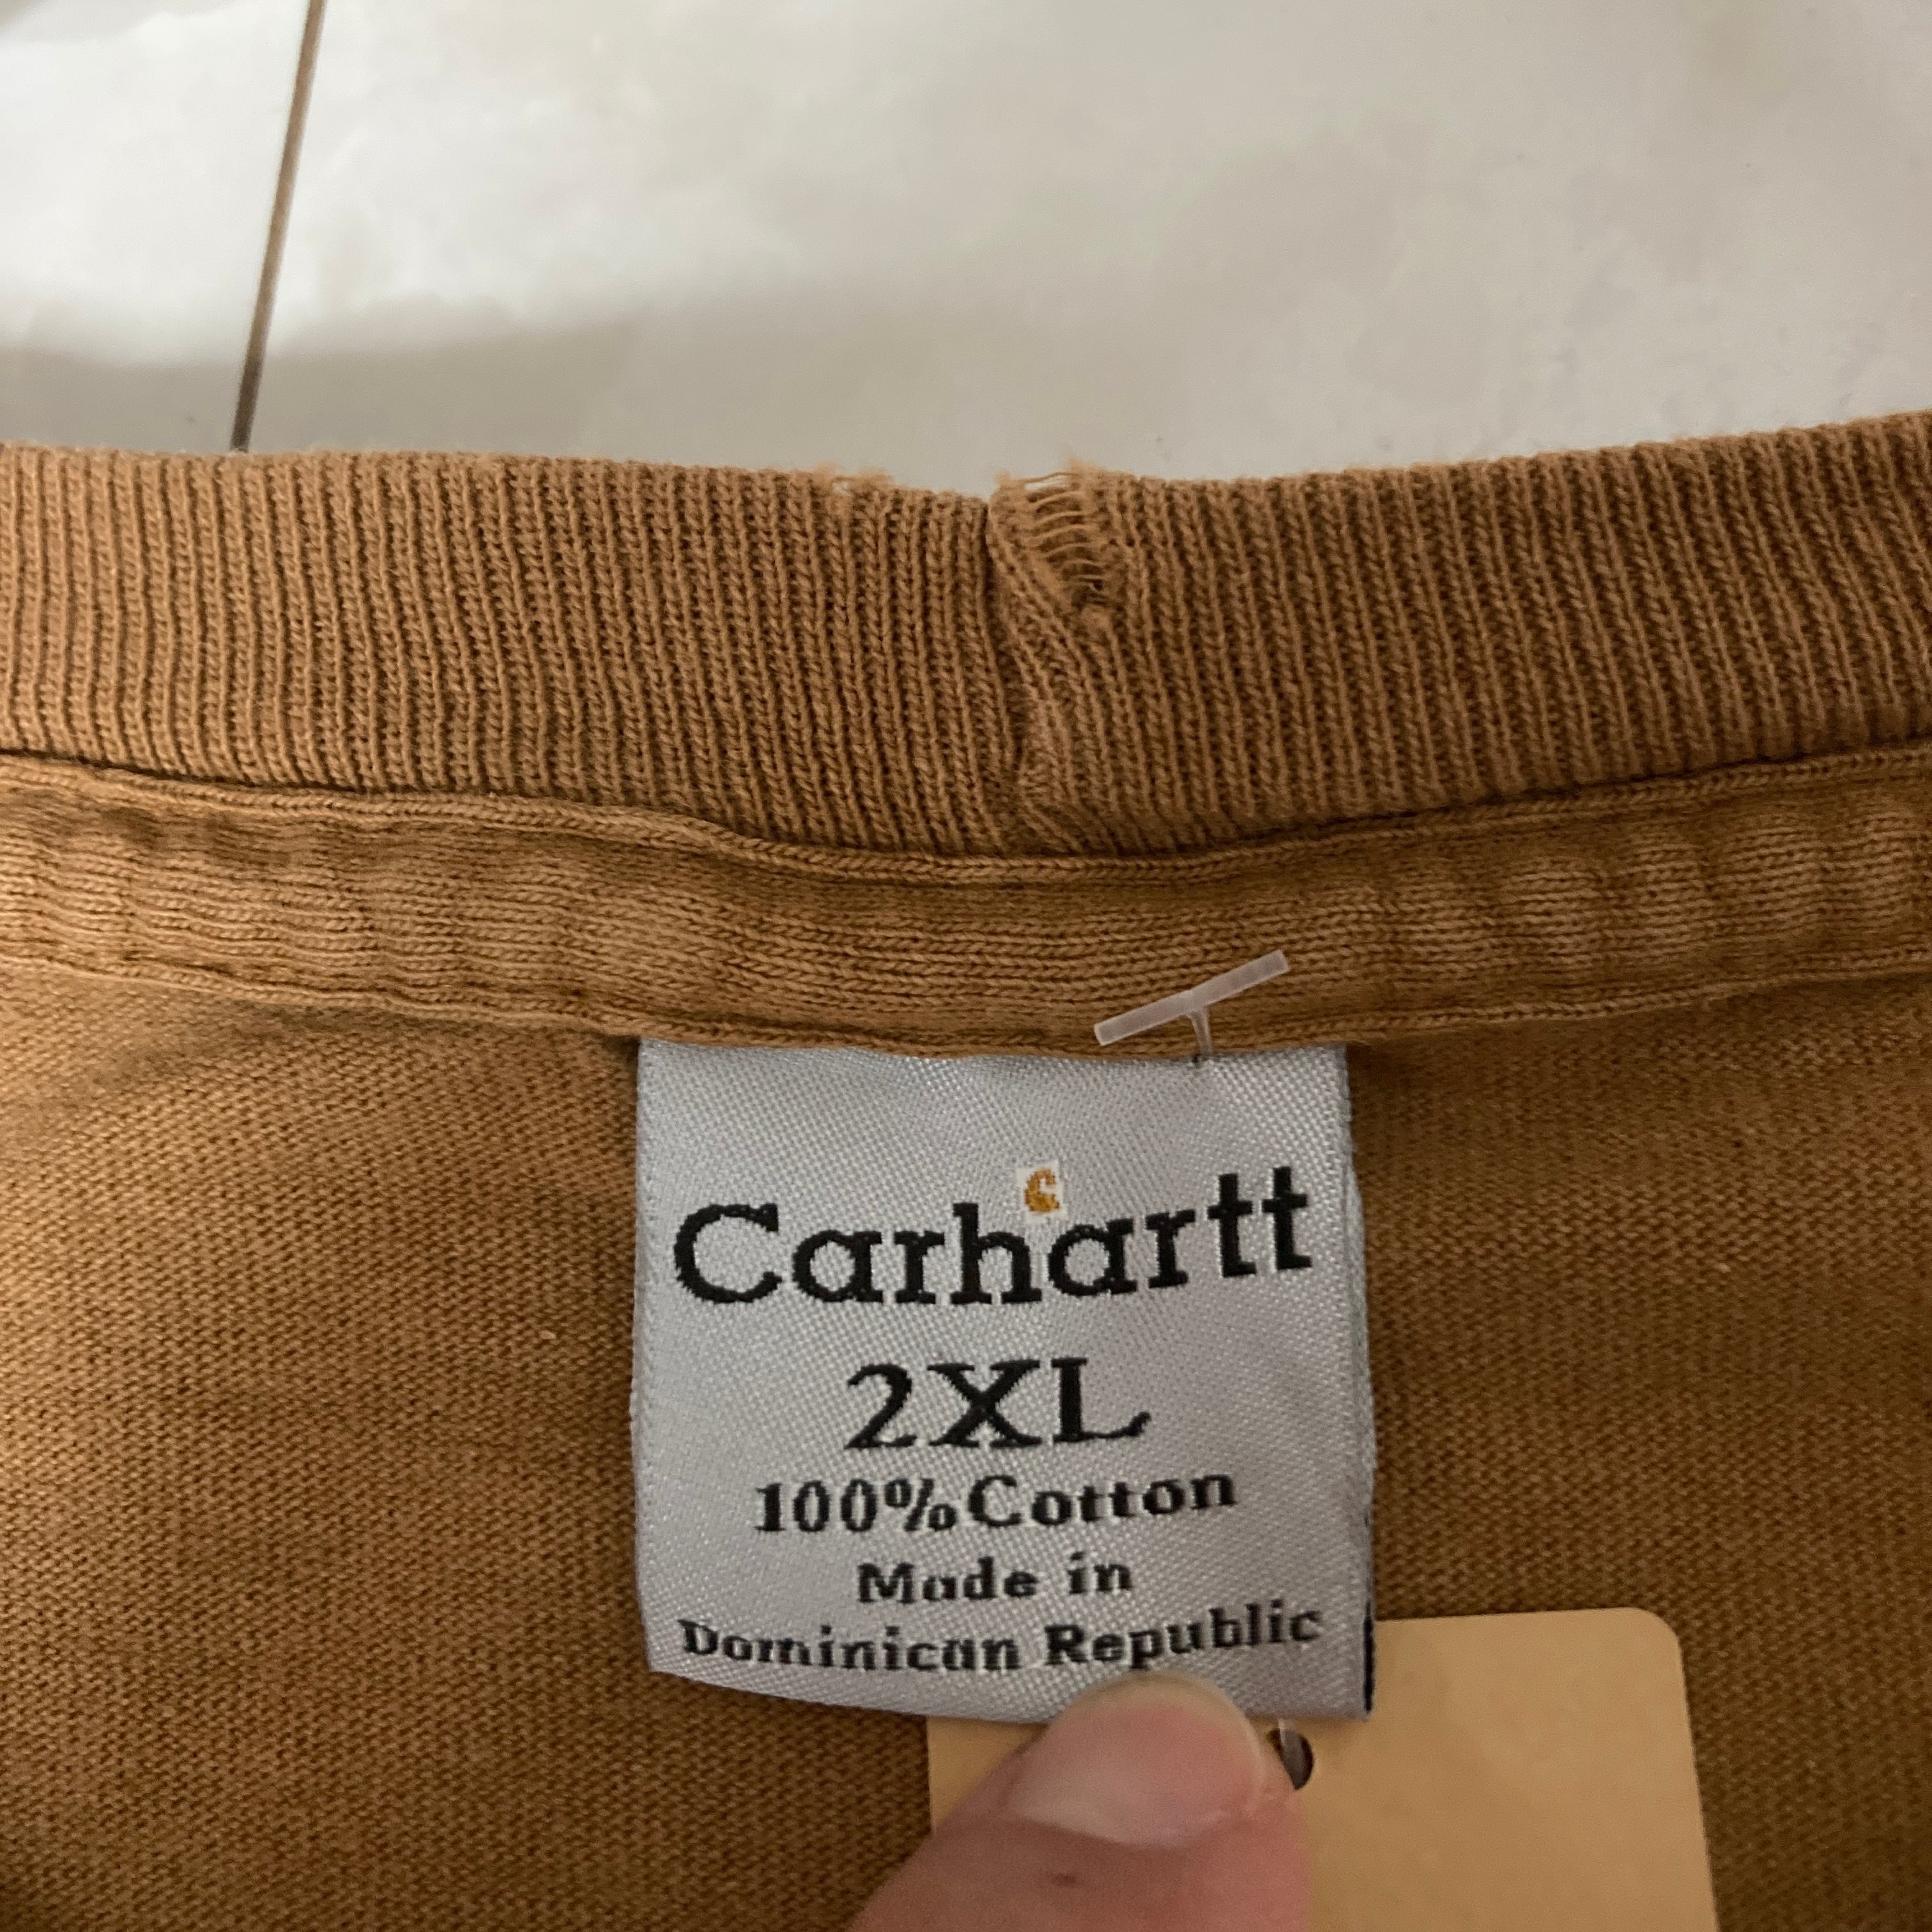 Carhartt
2XL
100% Cotton
Made in
Dominican Republic